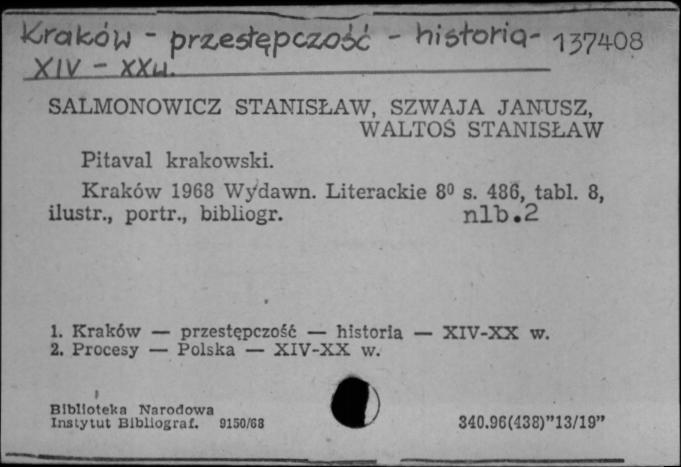 Kraków - przestępczość - historia - 137408
XIV - XXw.
SALMONOWICZ STANISŁAW, SZWAJA JANUSZ,
WALTOŚ STANISŁAW
Pitaval krakowski.
Kraków 1968 Wydawn. Literackie 8⁰ s. 486, tabl. 8,
ilustr., portr., bibliogr. nlb.2
1. Kraków — przestępczość — historia — XIV-XX w.
2. Procesy — Polska — XIV-XX w.
Biblioteka Narodowa
Instytut Bibliograf. 9150/68 340.96(438)"13/19"